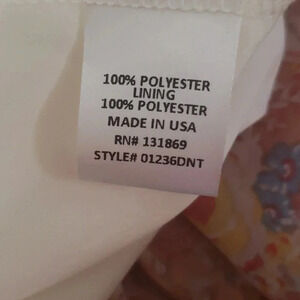 100% POLYESTER
LINING
100% POLYESTER
MADE IN USA
RN# 131869
STYLE# 01236DNT